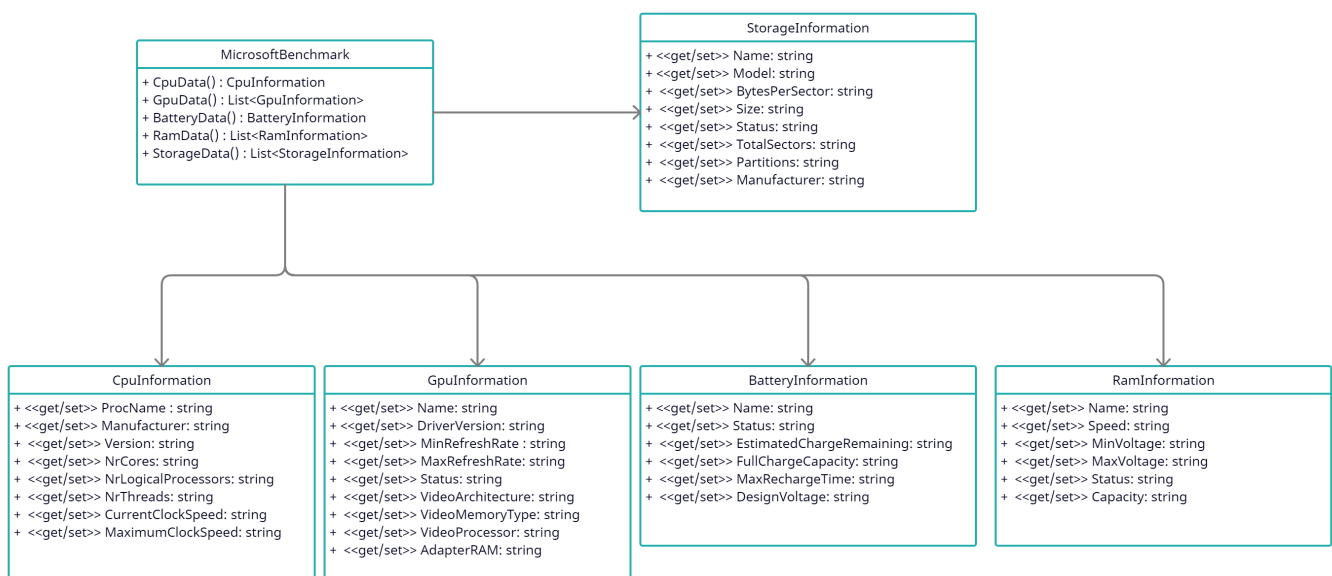 MicrosoftBenchmark
+ CpuData() : CpuInformation
+ GpuData() : List<GpuInformation>
+ BatteryData() : BatteryInformation
+ RamData() : List<RamInformation>
+ StorageData() : List<StorageInformation>
StorageInformation
+ <<get/set>> Name: string
+ <<get/set>> Model: string
+ <<get/set>> BytesPerSector: string
+ <<get/set>> Size: string
+ <<get/set>> Status: string
+ <<get/set>> TotalSectors: string
+ <<get/set>> Partitions: string
+ <<get/set>> Manufacturer: string
CpuInformation
+ <<get/set>> ProcName : string
+ <<get/set>> Manufacturer: string
+ <<get/set>> Version: string
+ <<get/set>> NrCores: string
+ <<get/set>> NrLogicalProcessors: string
+ <<get/set>> NrThreads: string
+ <<get/set>> CurrentClockSpeed: string
+ <<get/set>> MaximumClockSpeed: string
GpuInformation
+ <<get/set>> Name: string
+ <<get/set>> DriverVersion: string
+ <<get/set>> MinRefreshRate : string
+ <<get/set>> MaxRefreshRate: string
+ <<get/set>> Status: string
+ <<get/set>> VideoArchitecture: string
+ <<get/set>> VideoMemoryType: string
+ <<get/set>> VideoProcessor: string
+ <<get/set>> AdapterRAM: string
BatteryInformation
+ <<get/set>> Name: string
+ <<get/set>> Status: string
+ <<get/set>> EstimatedChargeRemaining: string
+ <<get/set>> FullChargeCapacity: string
+ <<get/set>> MaxRechargeTime: string
+ <<get/set>> DesignVoltage: string
RamInformation
+ <<get/set>> Name: string
+ <<get/set>> Speed: string
+ <<get/set>> MinVoltage: string
+ <<get/set>> MaxVoltage: string
+ <<get/set>> Status: string
+ <<get/set>> Capacity: string